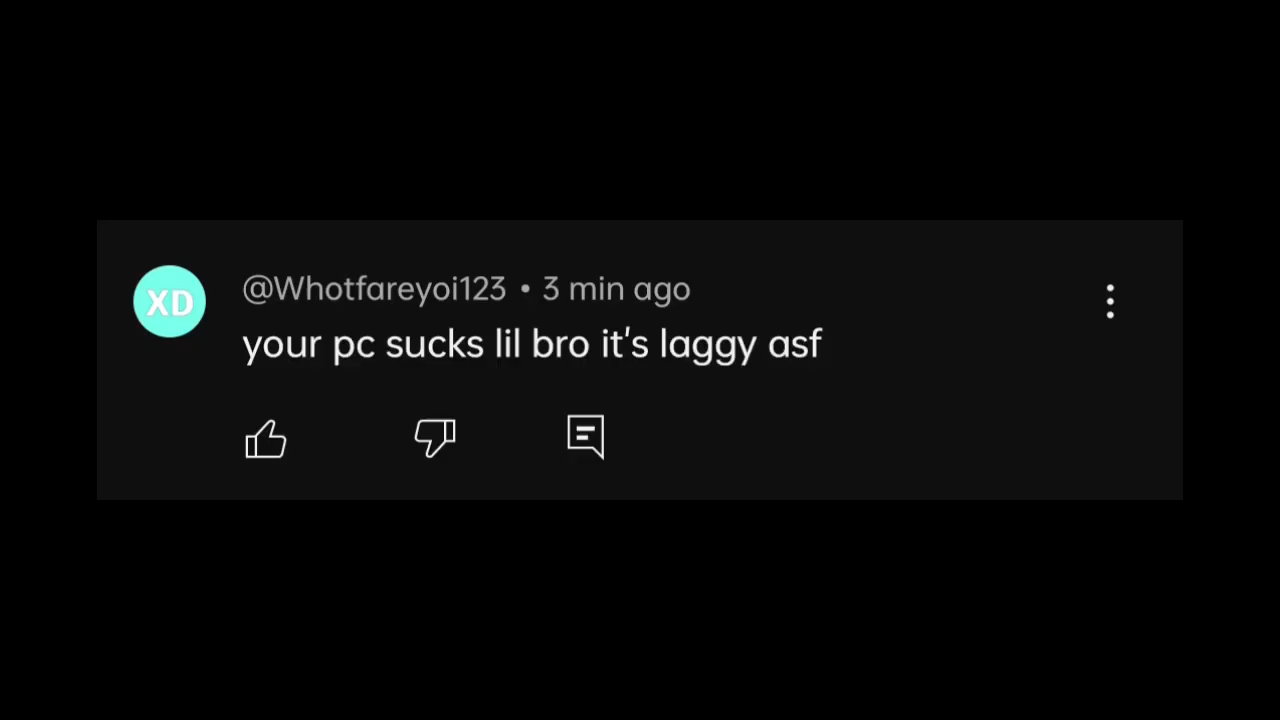 XD
@Whotfareyoi123 • 3 min ago
your pc sucks lil bro it's laggy asf